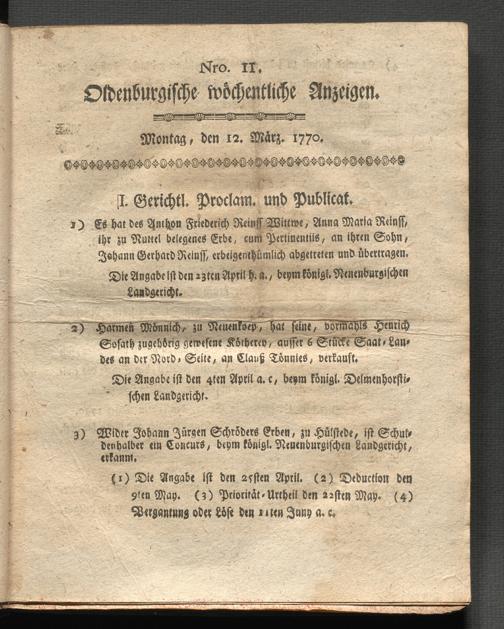 Nro. 11.
Oldenburgische wöchentliche Anzeigen.
Montag, den 12. März. 1770.
I. Gerichtl. Proclam. und Publicat.
1) Es hat des Anthon Friederich Reinss Wittwe, Anna Maria Reinss,
ihr zu Nuttel belegenes Erbe, cum Pertinentiis, an ihren Sohn,
Johann Gerhard Reinss, erbeigenthümlich abgetreten und übertragen.
Die Angabe ist den 23ten April h. a., beym königl. Neuenburgischen
Landgericht.
2) Harmen Mönnich, zu Neuenkoep, hat seine, vormahls Henrich
Sosath zugehörig gewesene Kötherey, ausser 6 Stücke Saat-Lan-
des an der Nord-Seite, an Clauß Tönnies, verkauft.
Die Angabe ist den 4ten April a. c, beym königl. Delmenhorsti-
schen Landgericht.
3) Wider Johann Jürgen Schröders Erben, zu Hülstede, ist Schul-
denhalber ein Concurs, beym königl. Neuenburgischen Landgericht,
erkannt.
(1) Die Angabe ist den 25sten April. (2) Deduction den
9ten May. (3) Priorität-Urtheil den 22sten May. (4)
Vergantung oder Löse den 11ten Juny a. c.